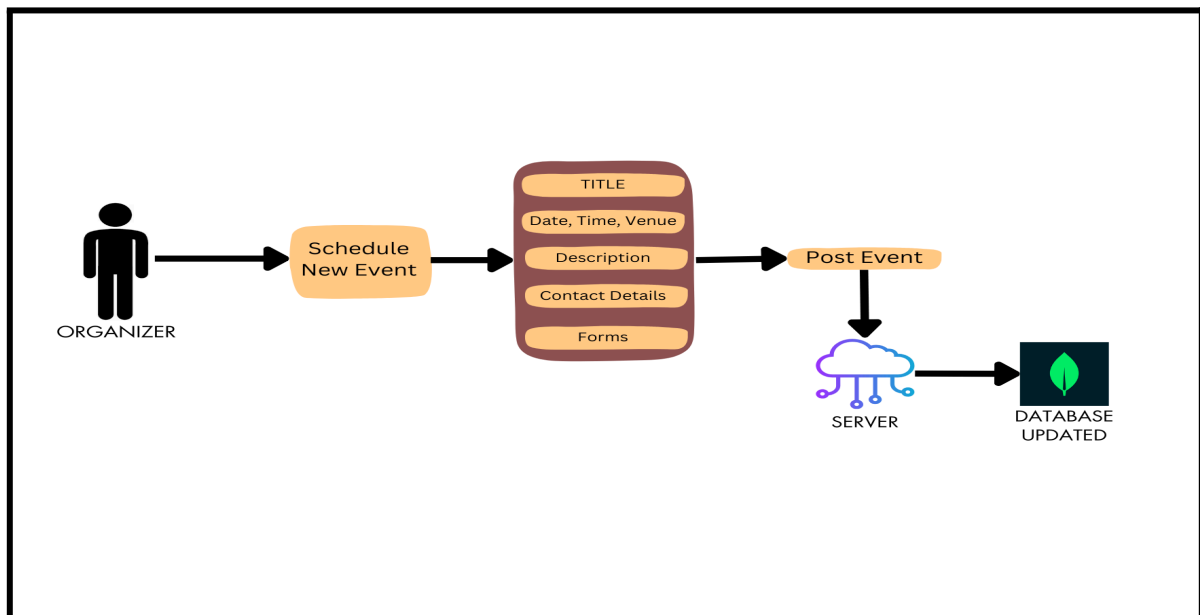 ORGANIZER
Schedule
New Event
TITLE
Date, Time, Venue
Description
Contact Details
Forms
Post Event
SERVER
DATABASE
UPDATED